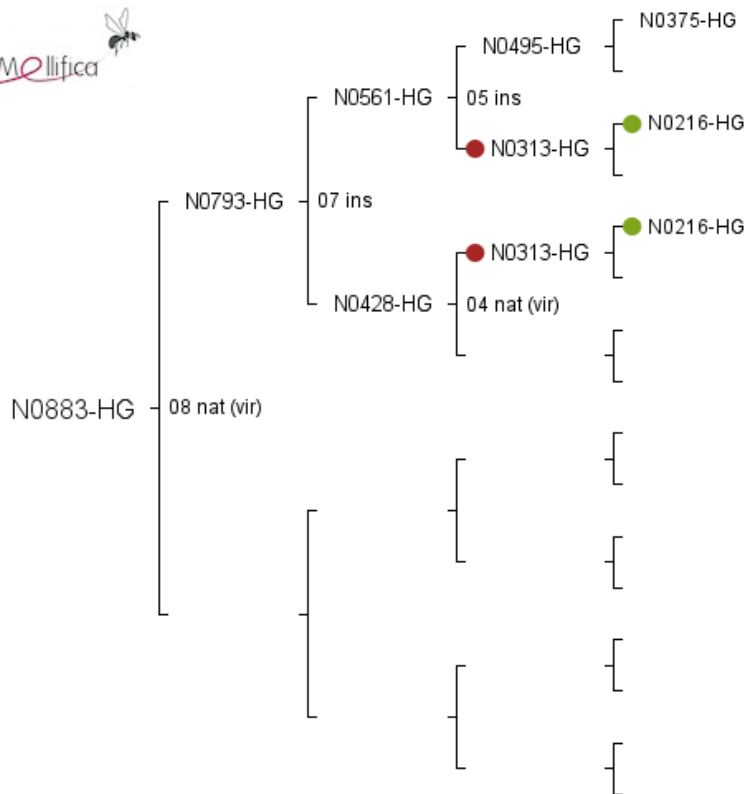 Mellifica
N0375-HG
N0495-HG
N0561-HG
05 ins
N0216-HG
N0313-HG
N0793-HG
07 ins
N0216-HG
N0313-HG
N0428-HG
04 nat (vir)
N0883-HG
08 nat (vir)